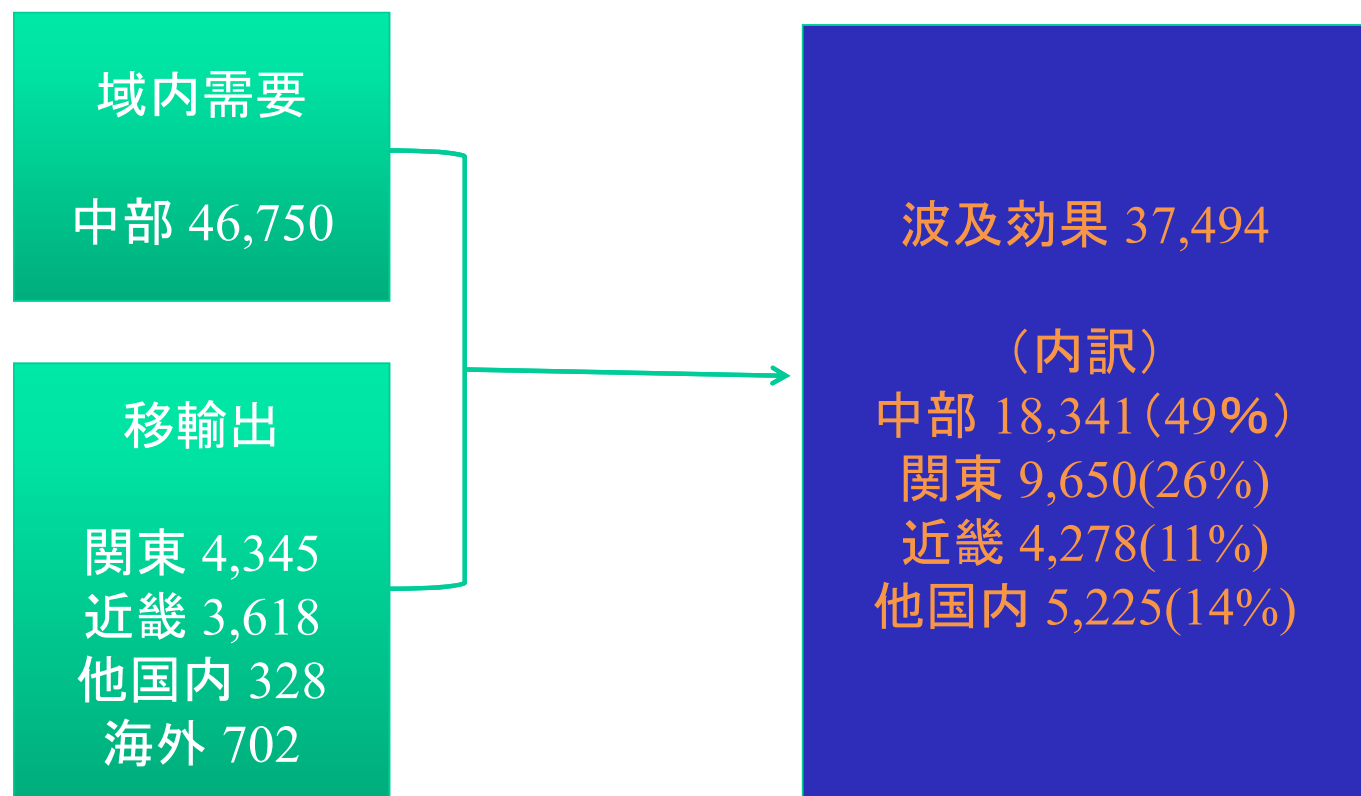 域内需要
中部 46,750
移輸出
関東 4,345
近畿 3,618
他国内 328
海外 702
波及効果 37,494
（内訳）
中部 18,341（49％）
関東 9,650(26%)
近畿 4,278(11%)
他国内 5,225(14%)